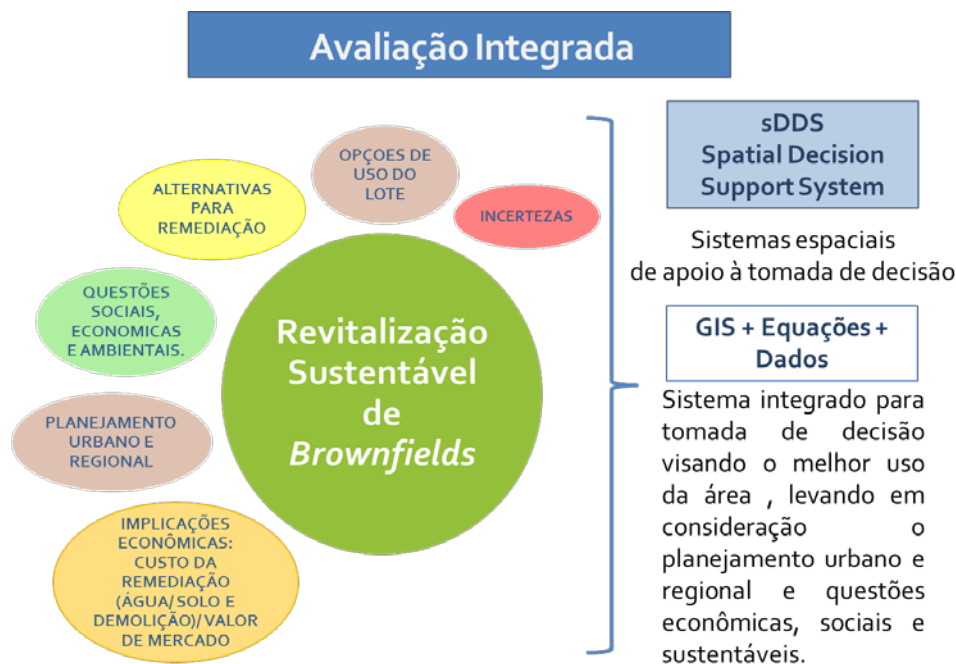 Avaliação Integrada
OPÇOES DE
USO DO
LOTE
INCERTEZAS
ALTERNATIVAS
PARA
REMEDIAÇÃO
QUESTÕES
SOCIAIS,
ECONOMICAS
E AMBIENTAIS.
PLANEJAMENTO
URBANO E
REGIONAL
IMPLICAÇÕES
ECONÔMICAS:
CUSTO DA
REMEDIAÇÃO
(ÁGUA/SOLO E
DEMOLIÇÃO)/VALOR
DE MERCADO
Revitalização
Sustentável
de
Brownfields
sDDS
Spatial Decision
Support System
Sistemas espaciais
de apoio à tomada de decisão
GIS + Equações +
Dados
Sistema integrado para
tomada de decisão
visando o melhor uso
da área , levando em
consideração o
planejamento urbano e
regional e questões
econômicas, sociais e
sustentáveis.